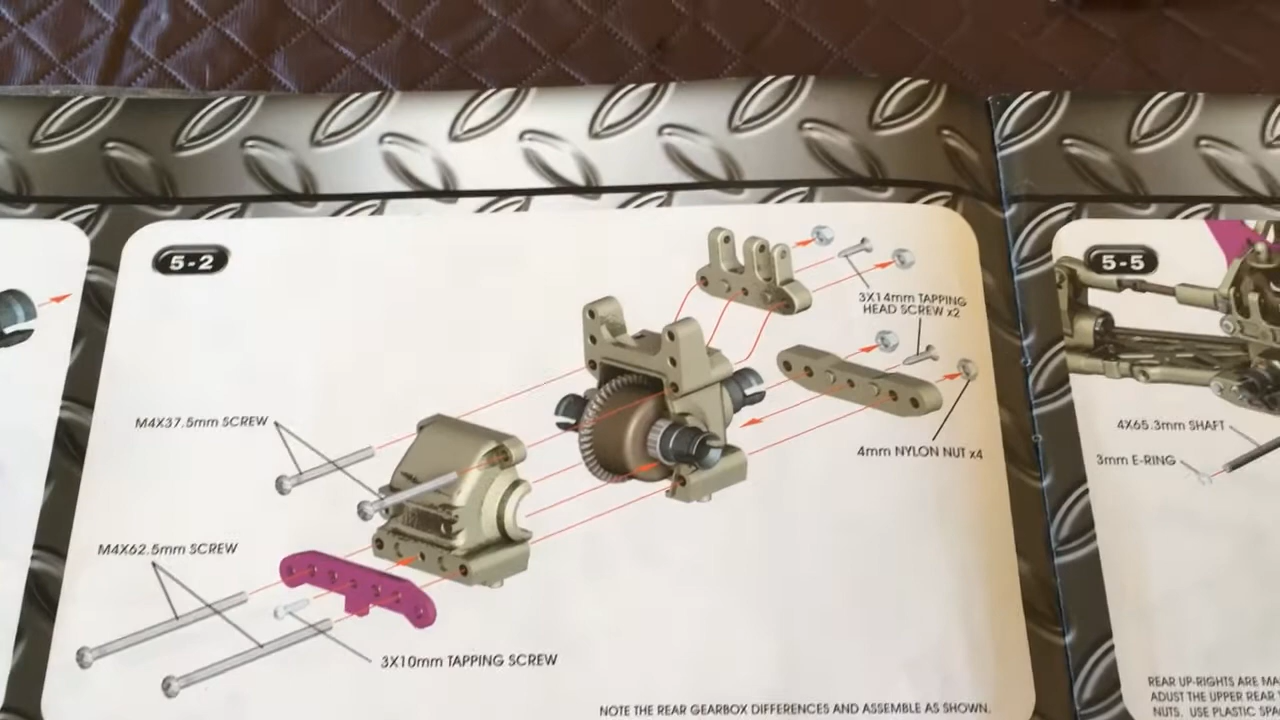 5-2
3X14mm TAPPING
HEAD SCREW x2
M4X37.5mm SCREW
4mm NYLON NUT x4
M4X62.5mm SCREW
3X10mm TAPPING SCREW
NOTE THE REAR GEARBOX DIFFERENCES AND ASSEMBLE AS SHOWN.
5-5
4X65.3mm SHAFT
3mm E-RING
REAR UP-RIGHTS ARE
ADUST THE UPPER REAR
NUTS. USE PLASTIC